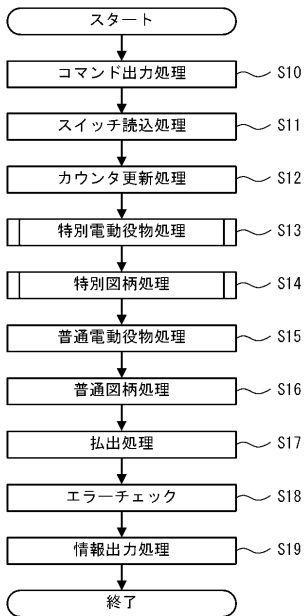 スタート
コマンド出力処理 S10
スイッチ読込処理 S11
カウンタ更新処理 S12
特別電動役物処理 S13
特別図柄処理 S14
普通電動役物処理 S15
普通図柄処理 S16
払出処理 S17
エラーチェック S18
情報出力処理 S19
終了